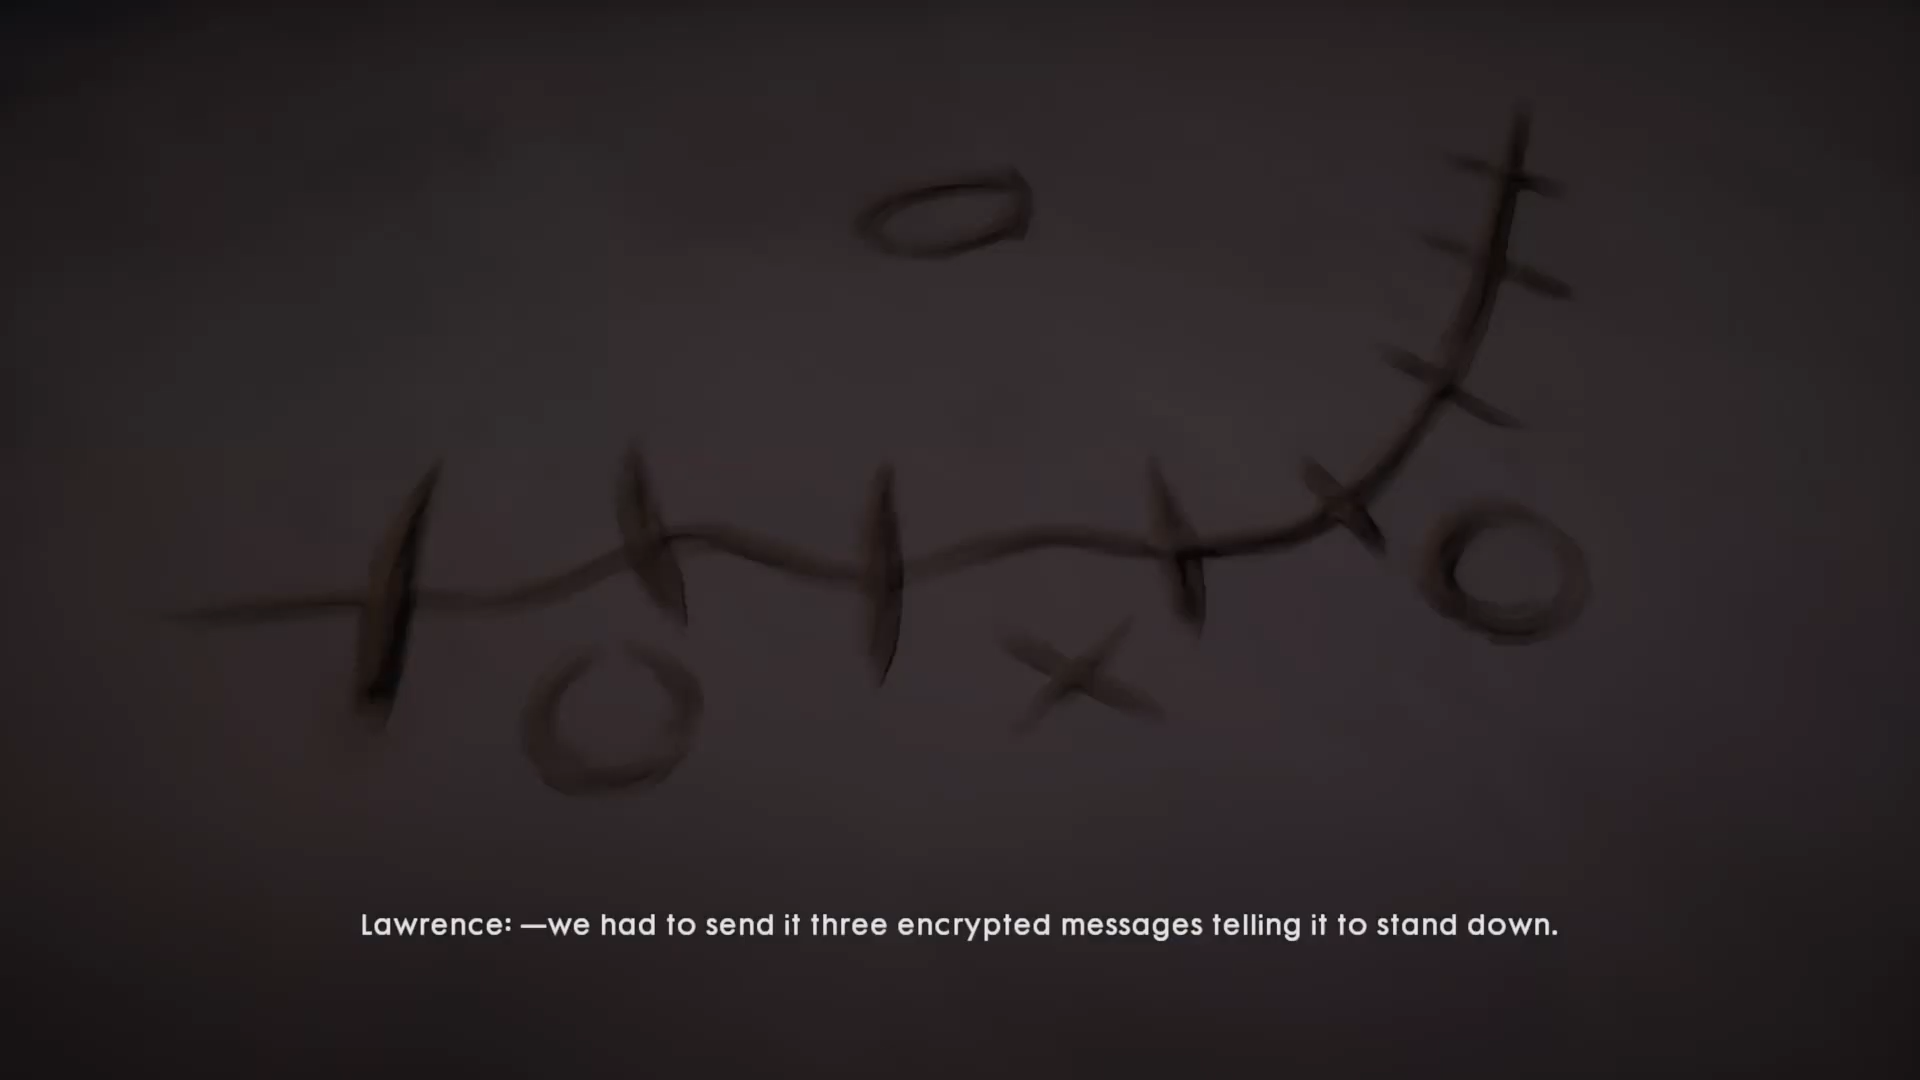 Lawrence: —we had to send it three encrypted messages telling it to stand down.